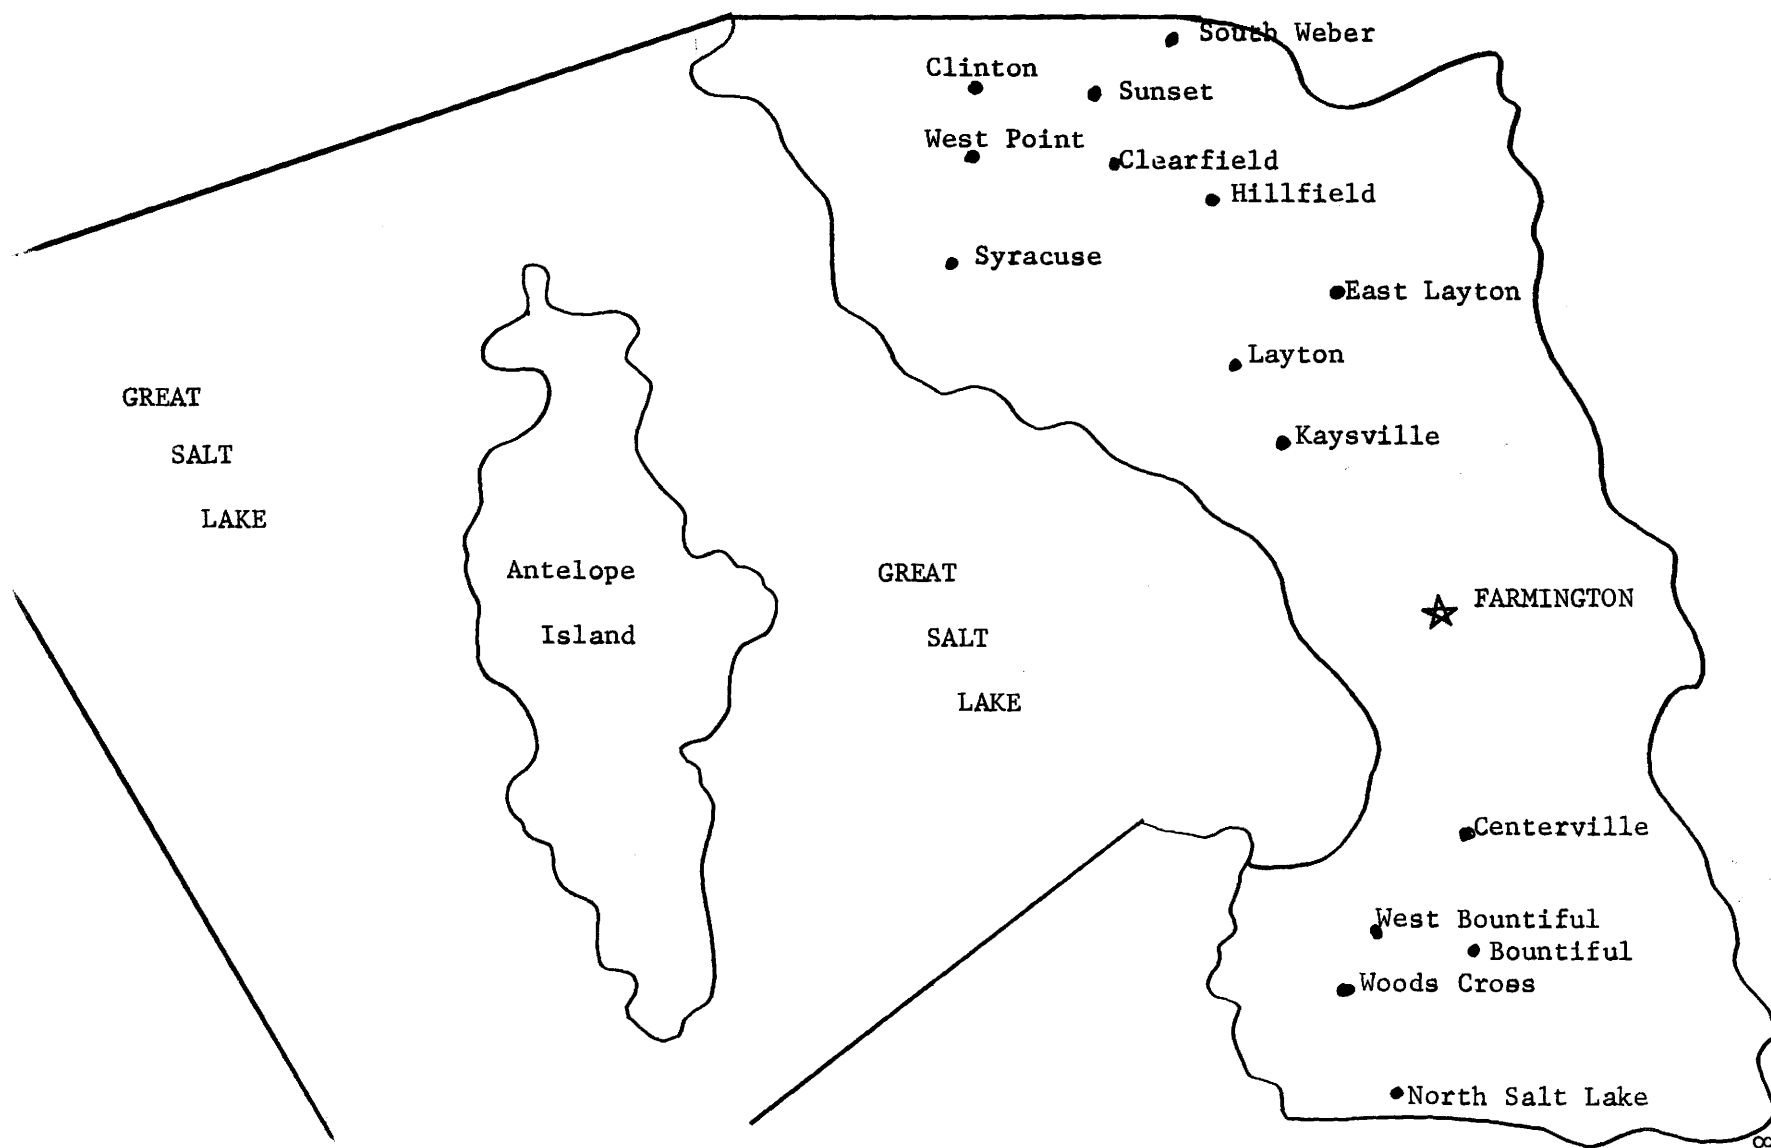 South Weber
Clinton
Sunset
West Point
Clearfield
Hillfield
Syracuse
East Layton
Layton
Kaysville
GREAT
SALT
LAKE
Antelope
Island
GREAT
SALT
LAKE
FARMINGTON
Centerville
West Bountiful
Bountiful
Woods Cross
North Salt Lake